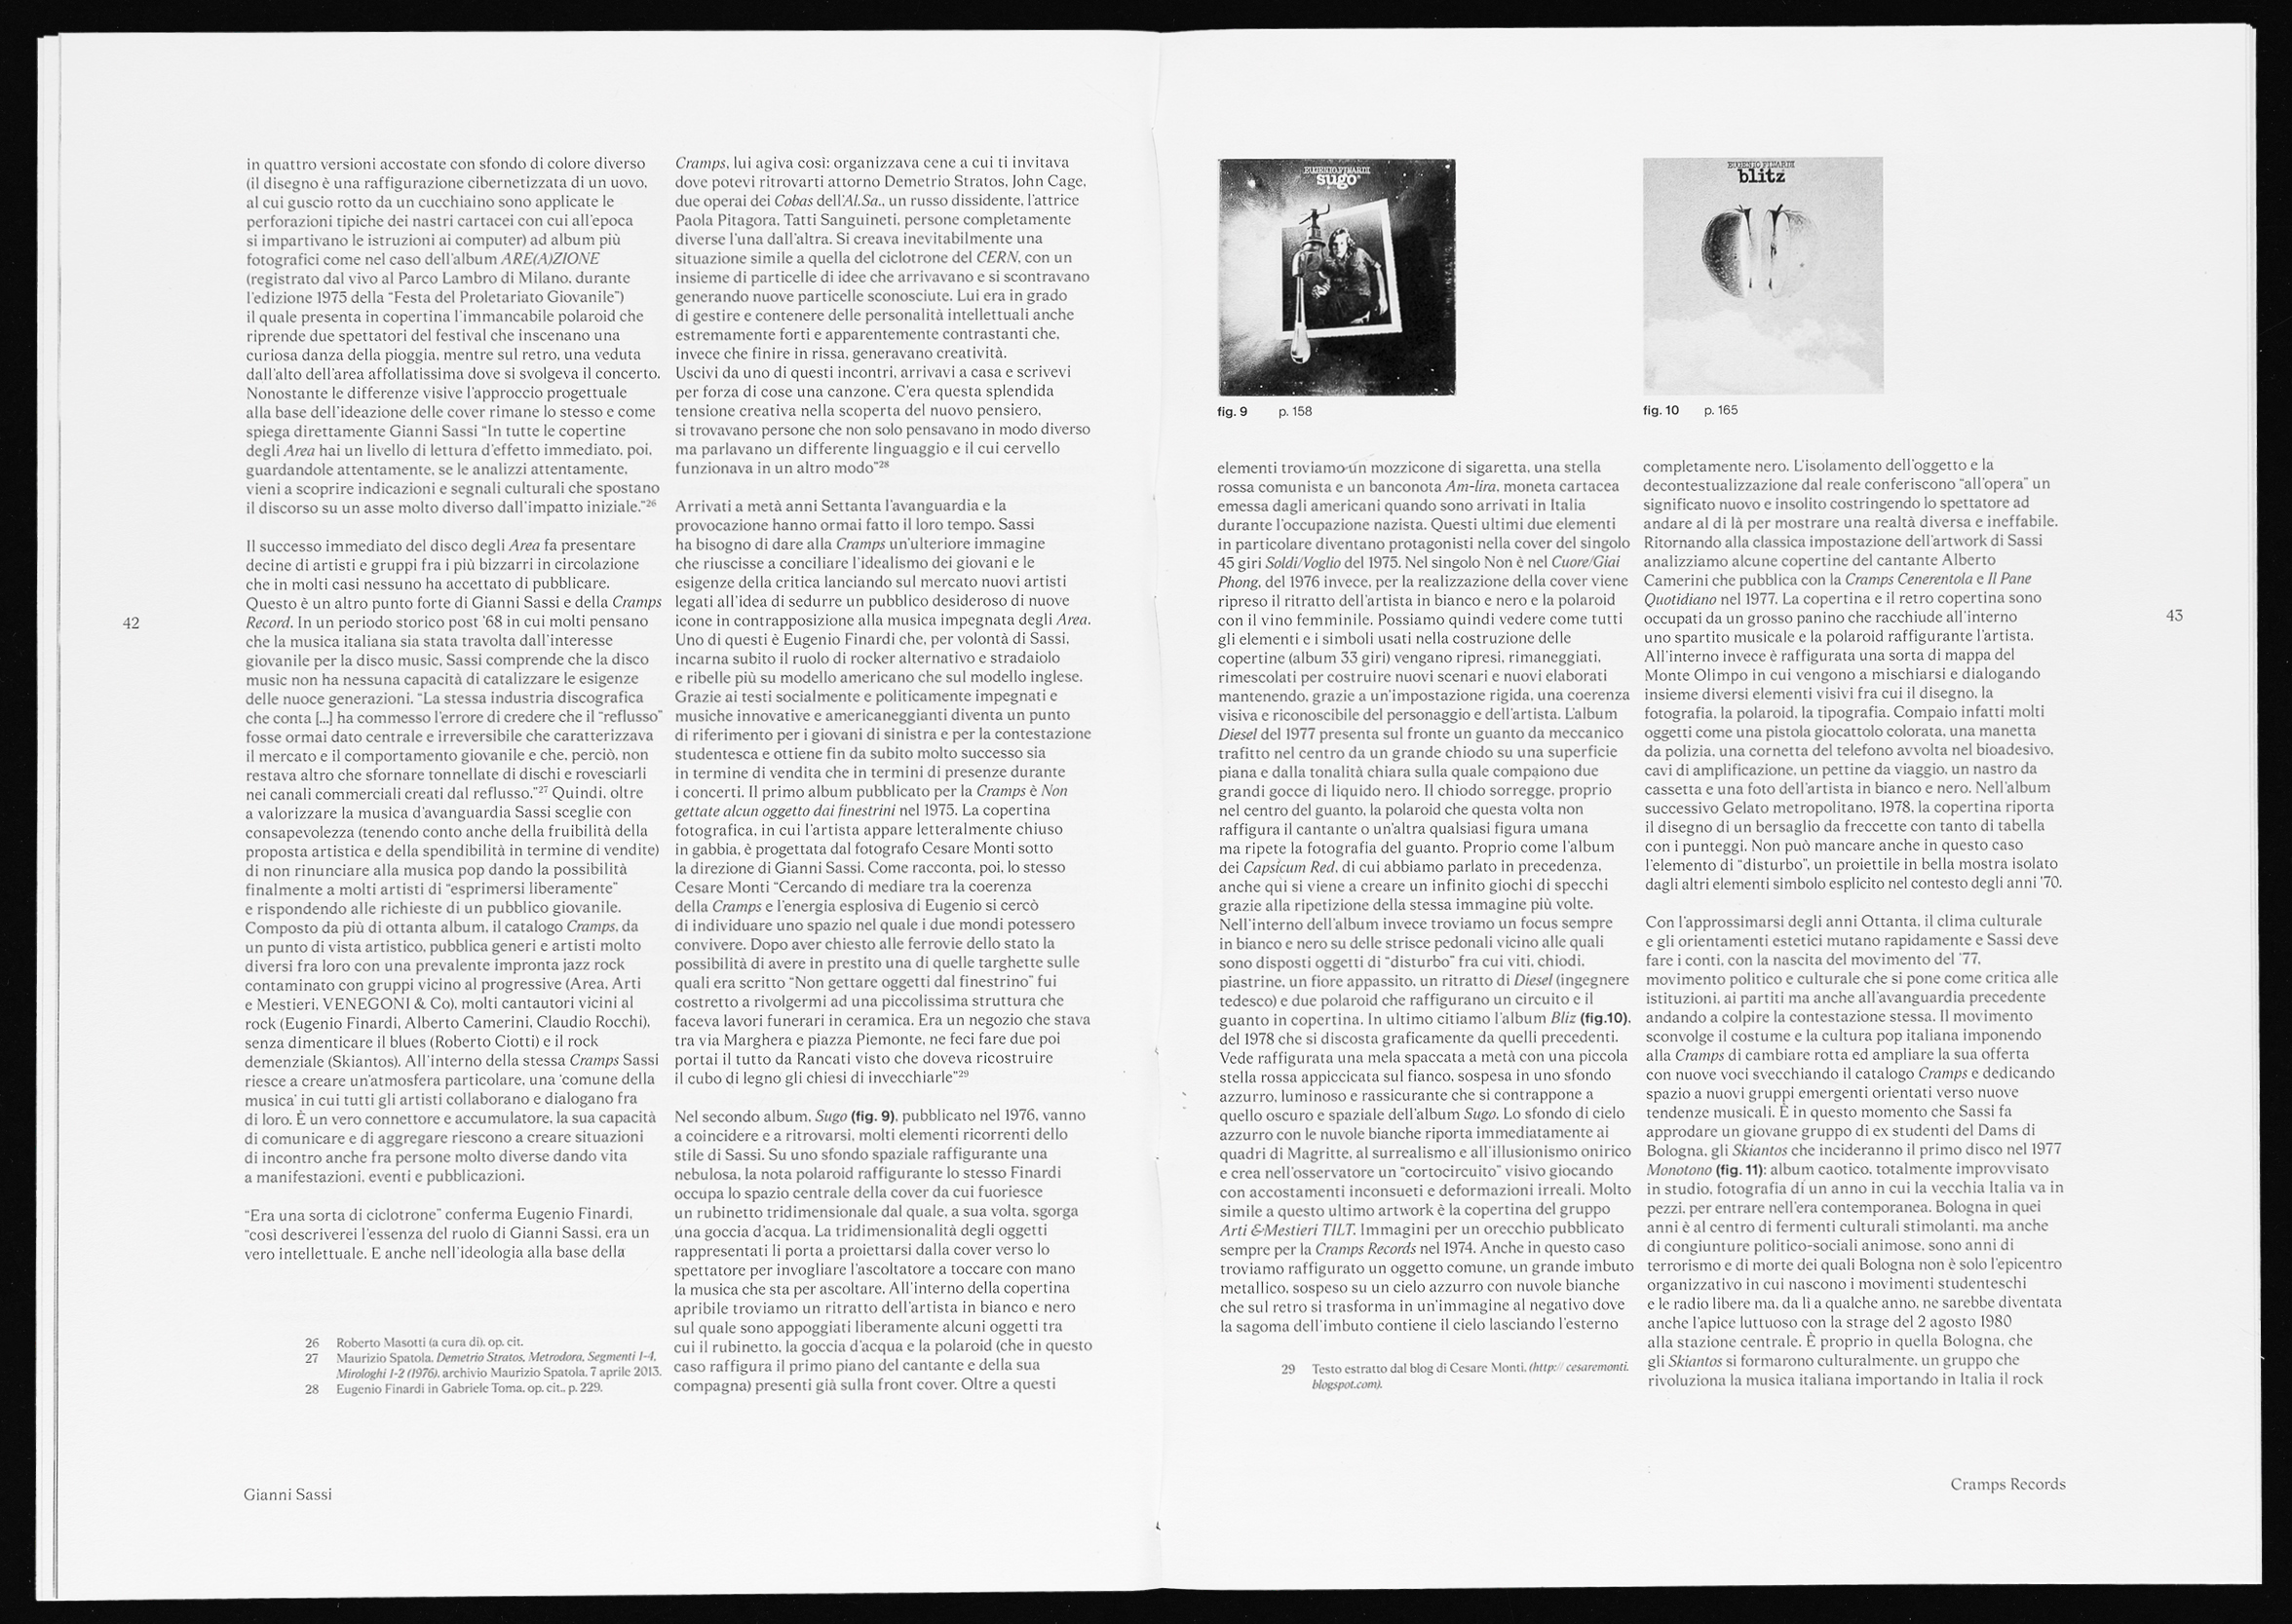 in quattro versioni accostate con sfondo di colore diverso
(il disegno è una raffigurazione cibernetizzata di un uovo,
al cui guscio rotto da un cucchiaino sono applicate le
perforazioni tipiche dei nastri cartacei con cui all'epoca
si impartivano le istruzioni ai computer) ad album più
fotografici come nel caso dell'album ARE(A)ZIONE
(registrato dal vivo al Parco Lambro di Milano, durante
l'edizione 1975 della “Festa del Proletariato Giovanile”)
il quale presenta in copertina l'immancabile polaroid che
riprende due spettatori del festival che inscenano una
curiosa danza della pioggia, mentre sul retro, una veduta
dall'alto dell'area affollatissima dove si svolgeva il concerto.
Nonostante le differenze visive l'approccio progettuale
alla base dell'ideazione delle cover rimane lo stesso e come
spiega direttamente Gianni Sassi “In tutte le copertine
degli Area hai un livello di lettura d'effetto immediato, poi,
guardandole attentamente, se le analizzi attentamente,
vieni a scoprire indicazioni e segnali culturali che spostano
il discorso su un asse molto diverso dall'impatto iniziale.”26
Il successo immediato del disco degli Area fa presentare
decine di artisti e gruppi fra i più bizzarri in circolazione
che in molti casi nessuno ha accettato di pubblicare.
Questo è un altro punto forte di Gianni Sassi e della Cramps
Record. In un periodo storico post '68 in cui molti pensano
che la musica italiana sia stata travolta dall'interesse
giovanile per la disco music, Sassi comprende che la disco
music non ha nessuna capacità di catalizzare le esigenze
delle nuoce generazioni. “La stessa industria discografica
che conta [...] ha commesso l'errore di credere che il “reflusso”
fosse ormai dato centrale e irreversibile che caratterizzava
il mercato e il comportamento giovanile e che, perciò, non
restava altro che sfornare tonnellate di dischi e rovesciarli
nei canali commerciali creati dal reflusso.”27 Quindi, oltre
a valorizzare la musica d'avanguardia Sassi sceglie con
consapevolezza (tenendo conto anche della fruibilità della
proposta artistica e della spendibilità in termine di vendite)
di non rinunciare alla musica pop dando la possibilità
finalmente a molti artisti di “esprimersi liberamente”
e rispondendo alle richieste di un pubblico giovanile.
Composto da più di ottanta album, il catalogo Cramps, da
un punto di vista artistico, pubblica generi e artisti molto
diversi fra loro con una prevalente impronta jazz rock
contaminato con gruppi vicino al progressive (Area, Arti
e Mestieri, VENEGONI & Co), molti cantautori vicini al
rock (Eugenio Finardi, Alberto Camerini, Claudio Rocchi),
senza dimenticare il blues (Roberto Ciotti) e il rock
demenziale (Skiantos). All'interno della stessa Cramps Sassi
riesce a creare un'atmosfera particolare, una 'comune della
musica' in cui tutti gli artisti collaborano e dialogano fra
di loro. È un vero connettore e accumulatore, la sua capacità
di comunicare e di aggregare riescono a creare situazioni
di incontro anche fra persone molto diverse dando vita
a manifestazioni, eventi e pubblicazioni.
“Era una sorta di ciclotrone” conferma Eugenio Finardi,
“così descriverei l'essenza del ruolo di Gianni Sassi, era un
vero intellettuale. E anche nell'ideologia alla base della
26 Roberto Masotti (a cura di), op. cit.
27 Maurizio Spatola, Demetrio Stratos, Metrodora, Segmenti 1-4,
Mirologhi 1-2 (1976), archivio Maurizio Spatola, 7 aprile 2013.
28 Eugenio Finardi in Gabriele Toma, op. cit., p. 229.
42
Gianni Sassi
Cramps, lui agiva così: organizzava cene a cui ti invitava
dove potevi ritrovarti attorno Demetrio Stratos, John Cage,
due operai dei Cobas dell'Al.Sa., un russo dissidente, l'attrice
Paola Pitagora, Tatti Sanguineti, persone completamente
diverse l'una dall'altra. Si creava inevitabilmente una
situazione simile a quella del ciclotrone del CERN, con un
insieme di particelle di idee che arrivavano e si scontravano
generando nuove particelle sconosciute. Lui era in grado
di gestire e contenere delle personalità intellettuali anche
estremamente forti e apparentemente contrastanti che,
invece che finire in rissa, generavano creatività.
Uscivi da uno di questi incontri, arrivavi a casa e scrivevi
per forza di cose una canzone. C'era questa splendida
tensione creativa nella scoperta del nuovo pensiero,
si trovavano persone che non solo pensavano in modo diverso
ma parlavano un differente linguaggio e il cui cervello
funzionava in un altro modo”28
Arrivati a metà anni Settanta l'avanguardia e la
provocazione hanno ormai fatto il loro tempo. Sassi
ha bisogno di dare alla Cramps un'ulteriore immagine
che riuscisse a conciliare l'idealismo dei giovani e le
esigenze della critica lanciando sul mercato nuovi artisti
legati all'idea di sedurre un pubblico desideroso di nuove
icone in contrapposizione alla musica impegnata degli Area.
Uno di questi è Eugenio Finardi che, per volontà di Sassi,
incarna subito il ruolo di rocker alternativo e stradaiolo
e ribelle più su modello americano che sul modello inglese.
Grazie ai testi socialmente e politicamente impegnati e
musiche innovative e americaneggianti diventa un punto
di riferimento per i giovani di sinistra e per la contestazione
studentesca e ottiene fin da subito molto successo sia
in termine di vendita che in termini di presenze durante
i concerti. Il primo album pubblicato per la Cramps è Non
gettate alcun oggetto dai finestrini nel 1975. La copertina
fotografica, in cui l'artista appare letteralmente chiuso
in gabbia, è progettata dal fotografo Cesare Monti sotto
la direzione di Gianni Sassi. Come racconta, poi, lo stesso
Cesare Monti “Cercando di mediare tra la coerenza
della Cramps e l'energia esplosiva di Eugenio si cercò
di individuare uno spazio nel quale i due mondi potessero
convivere. Dopo aver chiesto alle ferrovie dello stato la
possibilità di avere in prestito una di quelle targhette sulle
quali era scritto “Non gettare oggetti dal finestrino” fui
costretto a rivolgermi ad una piccolissima struttura che
faceva lavori funerari in ceramica. Era un negozio che stava
tra via Marghera e piazza Piemonte, ne feci fare due poi
portai il tutto da Rancati visto che doveva ricostruire
il cubo di legno gli chiesi di invecchiarle”29
Nel secondo album, Sugo (fig. 9), pubblicato nel 1976, vanno
a coincidere e a ritrovarsi, molti elementi ricorrenti dello
stile di Sassi. Su uno sfondo spaziale raffigurante una
nebulosa, la nota polaroid raffigurante lo stesso Finardi
occupa lo spazio centrale della cover da cui fuoriesce
un rubinetto tridimensionale dal quale, a sua volta, sgorga
una goccia d'acqua. La tridimensionalità degli oggetti
rappresentati li porta a proiettarsi dalla cover verso lo
spettatore per invogliare l'ascoltatore a toccare con mano
la musica che sta per ascoltare. All'interno della copertina
apribile troviamo un ritratto dell'artista in bianco e nero
sul quale sono appoggiati liberamente alcuni oggetti tra
cui il rubinetto, la goccia d'acqua e la polaroid (che in questo
caso raffigura il primo piano del cantante e della sua
compagna) presenti già sulla front cover. Oltre a questi
EUGENIO FINARDI
sugo
fig. 9 p. 158
elementi troviamo un mozzicone di sigaretta, una stella
rossa comunista e un banconota Am-lira, moneta cartacea
emessa dagli americani quando sono arrivati in Italia
durante l'occupazione nazista. Questi ultimi due elementi
in particolare diventano protagonisti nella cover del singolo
45 giri Soldi/Voglio del 1975. Nel singolo Non è nel Cuore/Giai
Phong, del 1976 invece, per la realizzazione della cover viene
ripreso il ritratto dell'artista in bianco e nero e la polaroid
con il vino femminile. Possiamo quindi vedere come tutti
gli elementi e i simboli usati nella costruzione delle
copertine (album 33 giri) vengano ripresi, rimaneggiati,
rimescolati per costruire nuovi scenari e nuovi elaborati
mantenendo, grazie a un'impostazione rigida, una coerenza
visiva e riconoscibile del personaggio e dell'artista. L'album
Diesel del 1977 presenta sul fronte un guanto da meccanico
trafitto nel centro da un grande chiodo su una superficie
piana e dalla tonalità chiara sulla quale compaiono due
grandi gocce di liquido nero. Il chiodo sorregge, proprio
nel centro del guanto, la polaroid che questa volta non
raffigura il cantante o un'altra qualsiasi figura umana
ma ripete la fotografia del guanto. Proprio come l'album
dei Capsicum Red, di cui abbiamo parlato in precedenza,
anche qui si viene a creare un infinito giochi di specchi
grazie alla ripetizione della stessa immagine più volte.
Nell'interno dell'album invece troviamo un focus sempre
in bianco e nero su delle strisce pedonali vicino alle quali
sono disposti oggetti di “disturbo” fra cui viti, chiodi,
piastrine, un fiore appassito, un ritratto di Diesel (ingegnere
tedesco) e due polaroid che raffigurano un circuito e il
guanto in copertina. In ultimo citiamo l'album Bliz (fig.10),
del 1978 che si discosta graficamente da quelli precedenti.
Vede raffigurata una mela spaccata a metà con una piccola
stella rossa appiccicata sul fianco, sospesa in uno sfondo
azzurro, luminoso e rassicurante che si contrappone a
quello oscuro e spaziale dell'album Sugo. Lo sfondo di cielo
azzurro con le nuvole bianche riporta immediatamente ai
quadri di Magritte, al surrealismo e all'illusionismo onirico
e crea nell'osservatore un “cortocircuito” visivo giocando
con accostamenti inconsueti e deformazioni irreali. Molto
simile a questo ultimo artwork è la copertina del gruppo
Arti &Mestieri TILT. Immagini per un orecchio pubblicato
sempre per la Cramps Records nel 1974. Anche in questo caso
troviamo raffigurato un oggetto comune, un grande imbuto
metallico, sospeso su un cielo azzurro con nuvole bianche
che sul retro si trasforma in un'immagine al negativo dove
la sagoma dell'imbuto contiene il cielo lasciando l'esterno
29 Testo estratto dal blog di Cesare Monti, (http:// cesaremonti.
blogspot.com).
EUGENIO FINARDI
blitz
fig. 10 p. 165
completamente nero. L'isolamento dell'oggetto e la
decontestualizzazione dal reale conferiscono “all'opera” un
significato nuovo e insolito costringendo lo spettatore ad
andare al di là per mostrare una realtà diversa e ineffabile.
Ritornando alla classica impostazione dell'artwork di Sassi
analizziamo alcune copertine del cantante Alberto
Camerini che pubblica con la Cramps Cenerentola e Il Pane
Quotidiano nel 1977. La copertina e il retro copertina sono
occupati da un grosso panino che racchiude all'interno
uno spartito musicale e la polaroid raffigurante l'artista.
All'interno invece è raffigurata una sorta di mappa del
Monte Olimpo in cui vengono a mischiarsi e dialogando
insieme diversi elementi visivi fra cui il disegno, la
fotografia, la polaroid, la tipografia. Compaio infatti molti
oggetti come una pistola giocattolo colorata, una manetta
da polizia, una cornetta del telefono avvolta nel bioadesivo,
cavi di amplificazione, un pettine da viaggio, un nastro da
cassetta e una foto dell'artista in bianco e nero. Nell'album
successivo Gelato metropolitano, 1978, la copertina riporta
il disegno di un bersaglio da freccette con tanto di tabella
con i punteggi. Non può mancare anche in questo caso
l'elemento di “disturbo”, un proiettile in bella mostra isolato
dagli altri elementi simbolo esplicito nel contesto degli anni '70.
Con l'approssimarsi degli anni Ottanta, il clima culturale
e gli orientamenti estetici mutano rapidamente e Sassi deve
fare i conti, con la nascita del movimento del '77,
movimento politico e culturale che si pone come critica alle
istituzioni, ai partiti ma anche all'avanguardia precedente
andando a colpire la contestazione stessa. Il movimento
sconvolge il costume e la cultura pop italiana imponendo
alla Cramps di cambiare rotta ed ampliare la sua offerta
con nuove voci svecchiando il catalogo Cramps e dedicando
spazio a nuovi gruppi emergenti orientati verso nuove
tendenze musicali. È in questo momento che Sassi fa
approdare un giovane gruppo di ex studenti del Dams di
Bologna, gli Skiantos che incideranno il primo disco nel 1977
Monotono (fig. 11): album caotico, totalmente improvvisato
in studio, fotografia di un anno in cui la vecchia Italia va in
pezzi, per entrare nell'era contemporanea. Bologna in quei
anni è al centro di fermenti culturali stimolanti, ma anche
di congiunture politico-sociali animose, sono anni di
terrorismo e di morte dei quali Bologna non è solo l'epicentro
organizzativo in cui nascono i movimenti studenteschi
e le radio libere ma, da lì a qualche anno, ne sarebbe diventata
anche l'apice luttuoso con la strage del 2 agosto 1980
alla stazione centrale. È proprio in quella Bologna, che
gli Skiantos si formarono culturalmente, un gruppo che
rivoluziona la musica italiana importando in Italia il rock
43
Cramps Records